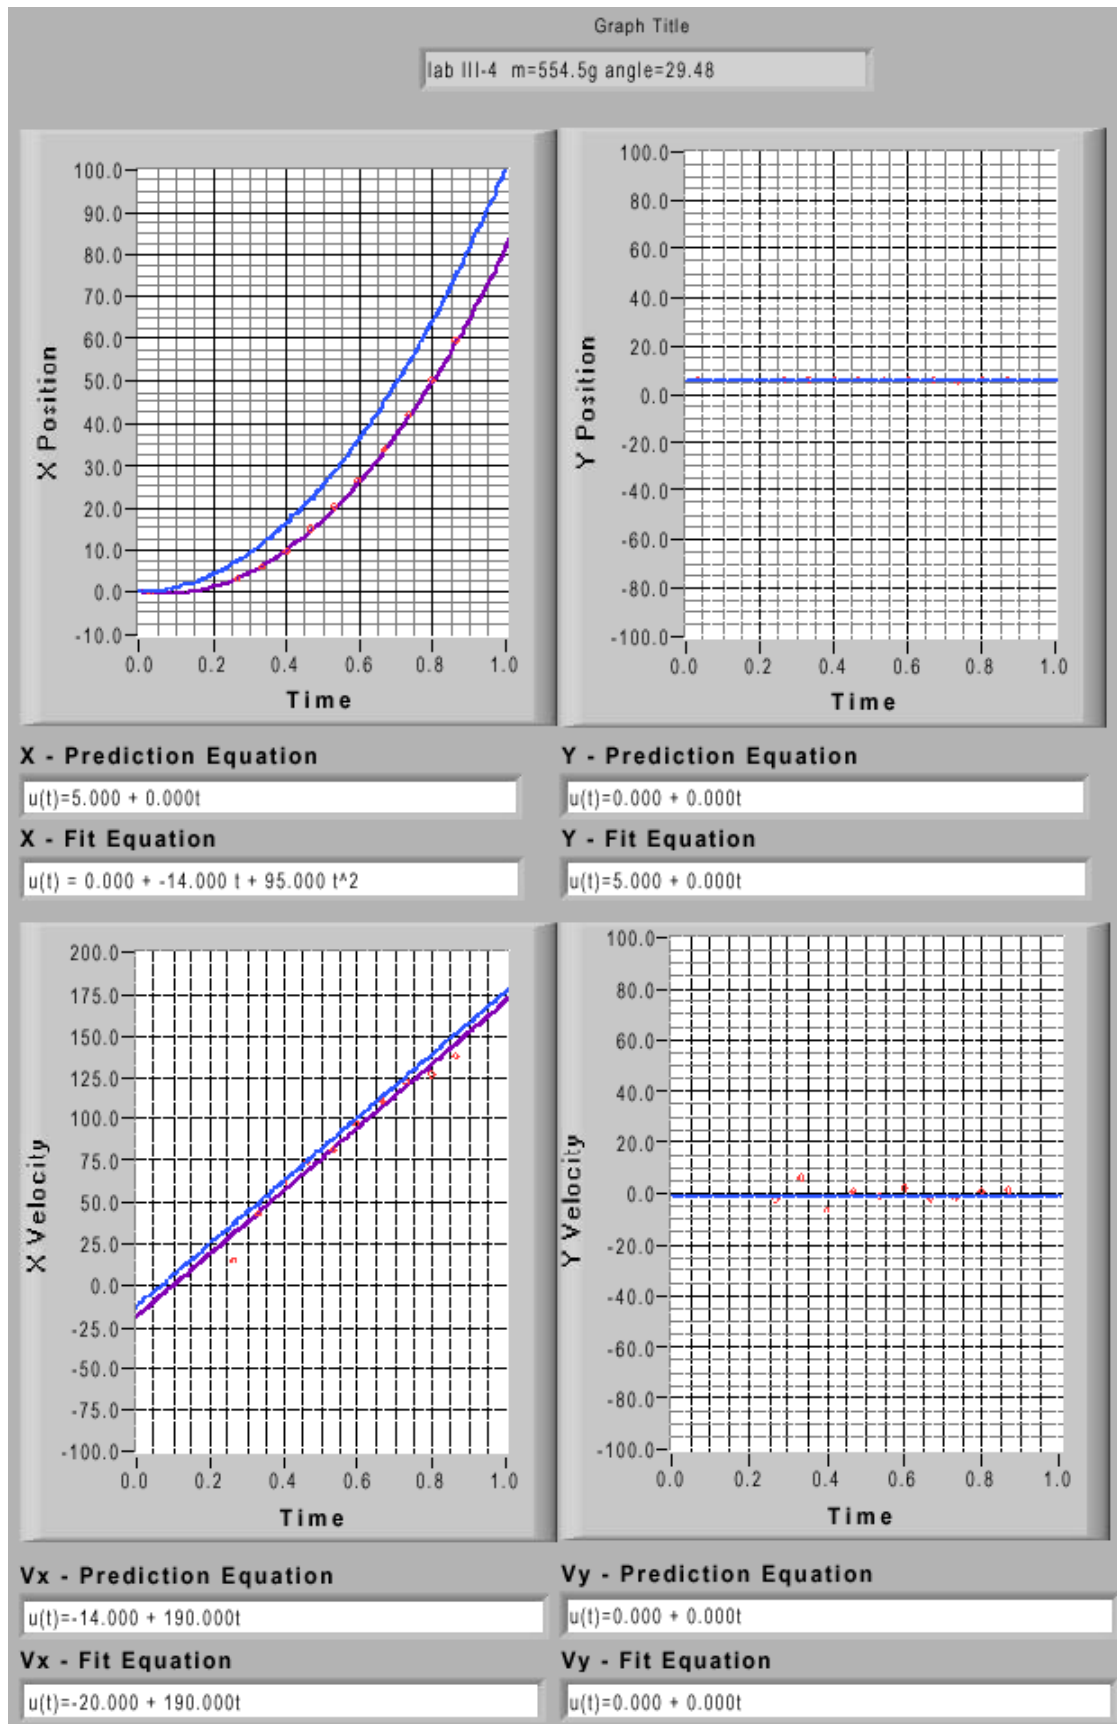 Graph Title
lab III-4 m=554.5g angle=29.48
100.0
90.0
80.0
70.0
60.0
50.0
40.0
30.0
20.0
10.0
0.0
-10.0
X Position
0.0 0.2 0.4 0.6 0.8 1.0
Time
100.0
80.0
60.0
40.0
20.0
0.0
-20.0
-40.0
-60.0
-80.0
-100.0
Y Position
0.0 0.2 0.4 0.6 0.8 1.0
Time
X - Prediction Equation
u(t)=5.000 + 0.000t
X - Fit Equation
u(t) = 0.000 + -14.000 t + 95.000 t^2
Y - Prediction Equation
u(t)=0.000 + 0.000t
Y - Fit Equation
u(t)=5.000 + 0.000t
200.0
175.0
150.0
125.0
100.0
75.0
50.0
25.0
0.0
-25.0
-50.0
-75.0
-100.0
X Velocity
0.0 0.2 0.4 0.6 0.8 1.0
Time
100.0
80.0
60.0
40.0
20.0
0.0
-20.0
-40.0
-60.0
-80.0
-100.0
Y Velocity
0.0 0.2 0.4 0.6 0.8 1.0
Time
Vx - Prediction Equation
u(t)=-14.000 + 190.000t
Vx - Fit Equation
u(t)=-20.000 + 190.000t
Vy - Prediction Equation
u(t)=0.000 + 0.000t
Vy - Fit Equation
u(t)=0.000 + 0.000t